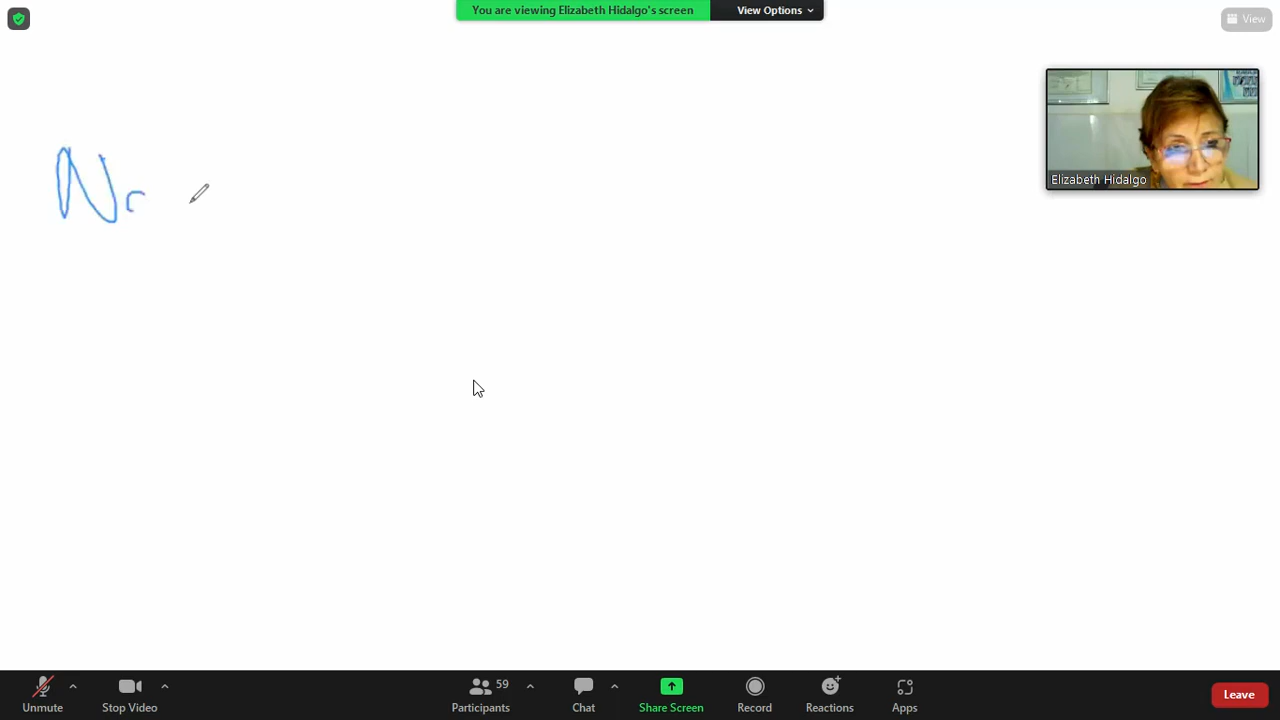 You are viewing Elizabeth Hidalgo's screen View Options
View
Nr
Elizabeth Hidalgo
59
Unmute Stop Video Participants Chat Share Screen Record Reactions Apps Leave